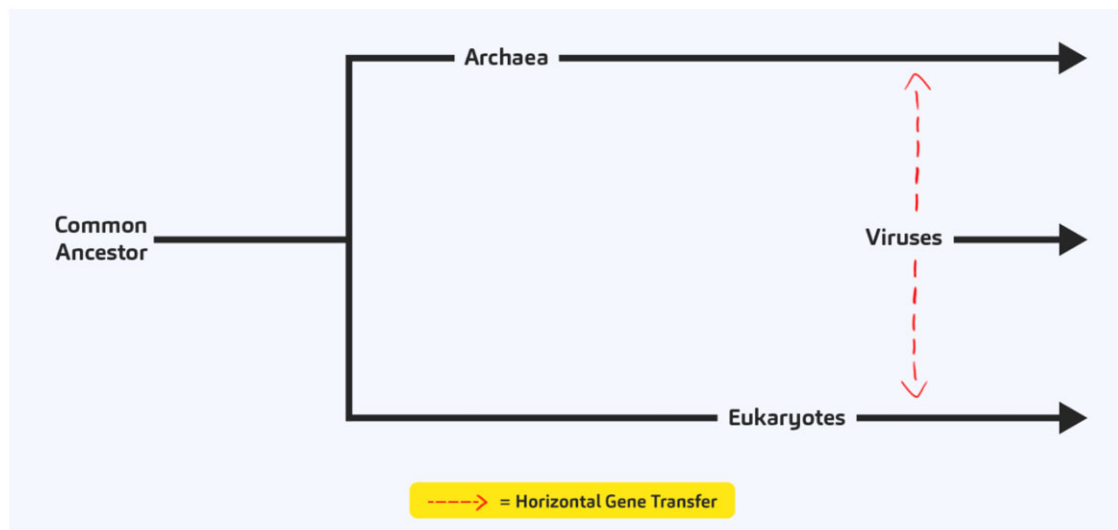 Archaea
Common
Ancestor
Viruses
Eukaryotes
= Horizontal Gene Transfer